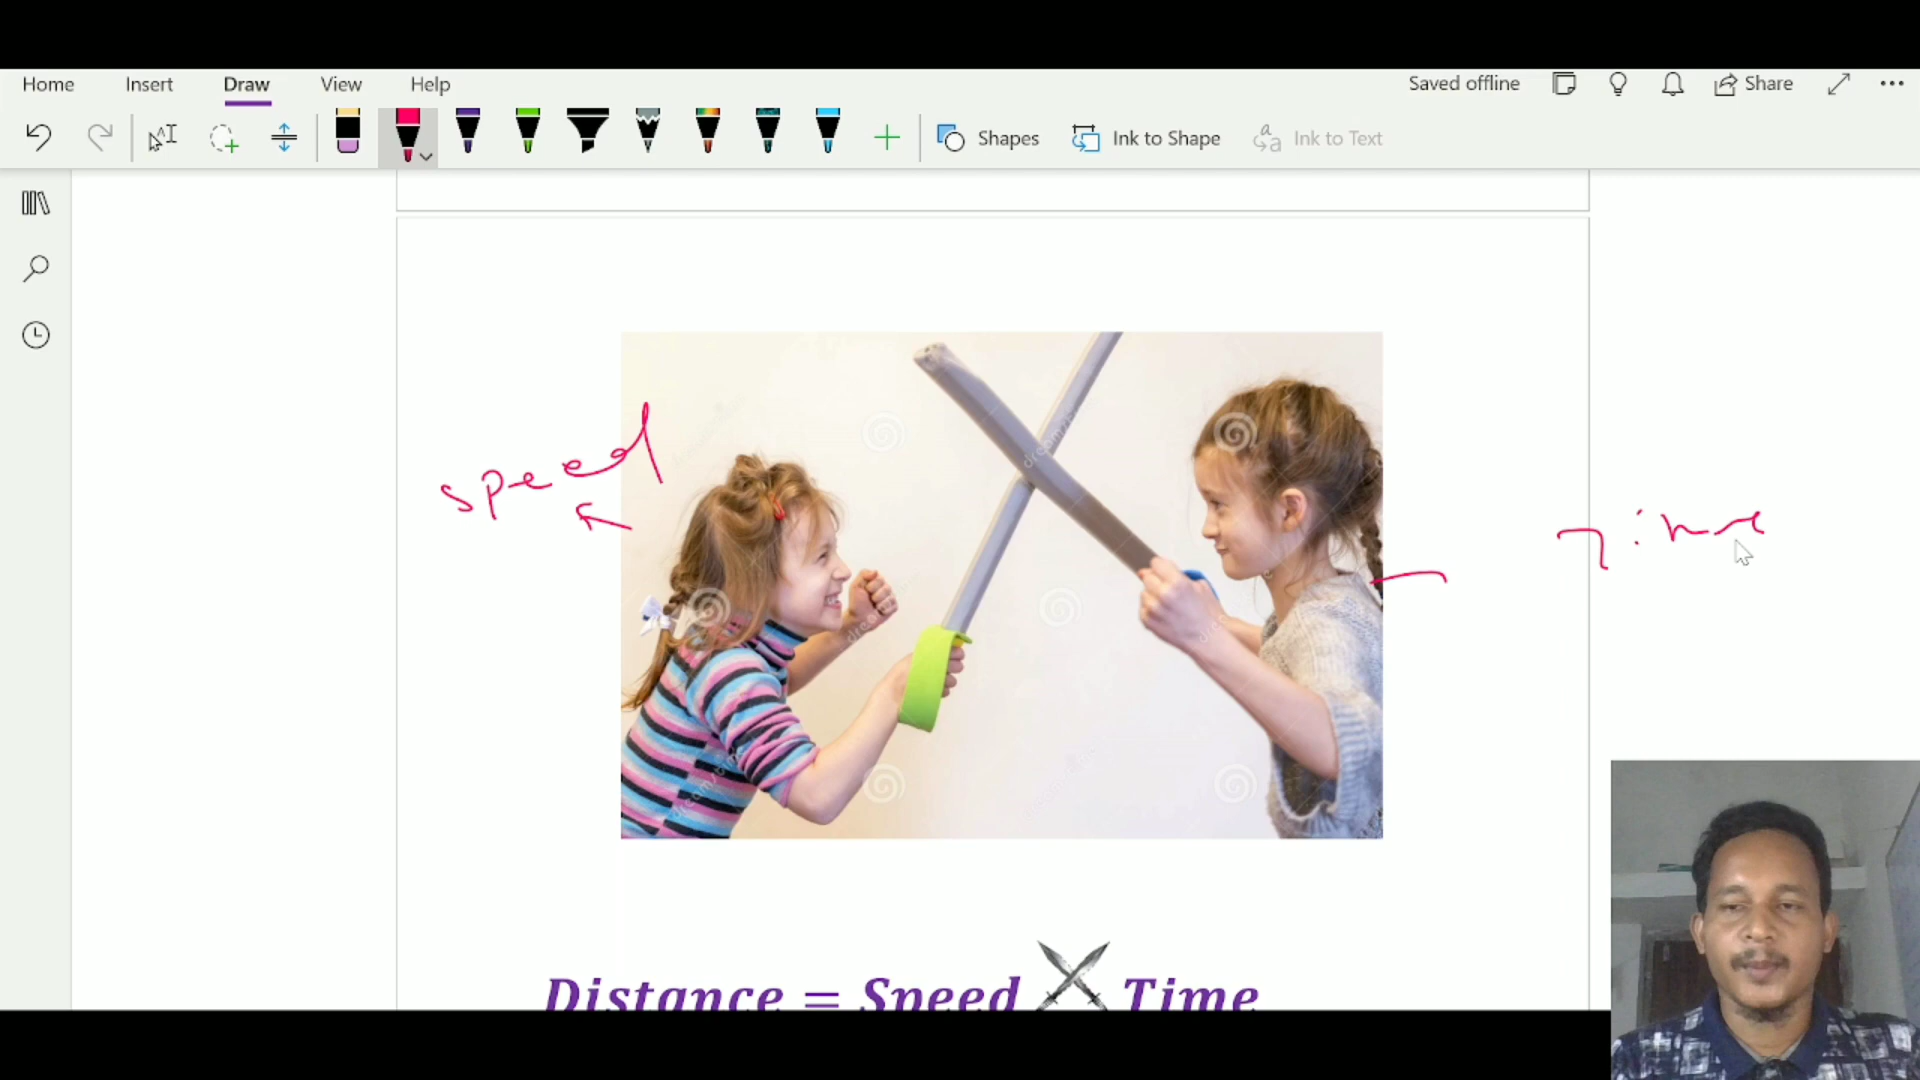 Home Insert Draw View Help Saved offline Share
Shapes Ink to Shape Ink to Text
speed
Time
Distance = Speed Time